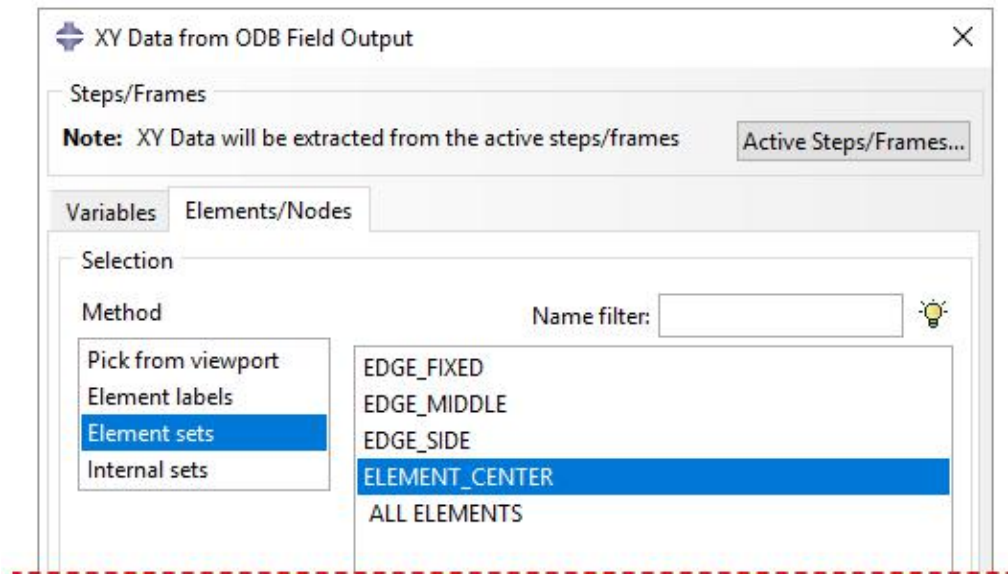 XY Data from ODB Field Output
Steps/Frames
Note: XY Data will be extracted from the active steps/frames
Active Steps/Frames...
Variables
Elements/Nodes
Selection
Method
Name filter:
Pick from viewport
Element labels
Element sets
Internal sets
EDGE_FIXED
EDGE_MIDDLE
EDGE_SIDE
ELEMENT_CENTER
ALL ELEMENTS